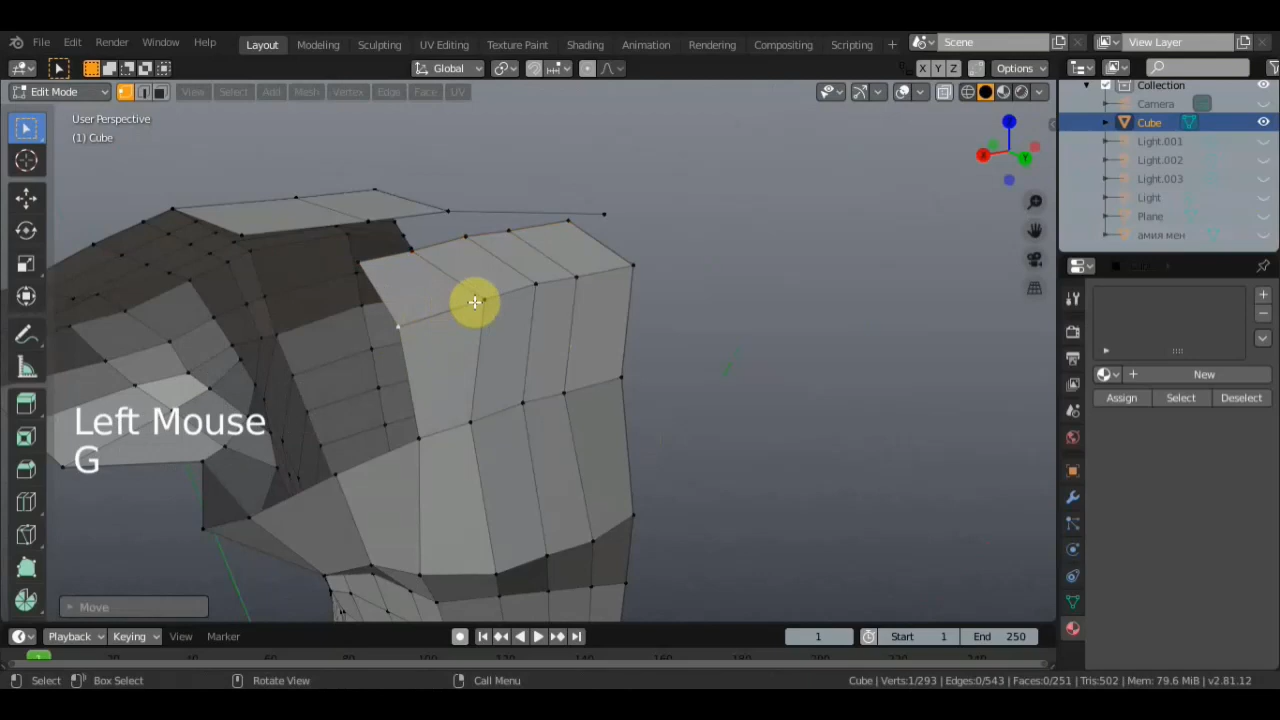 File Edit Render Window Help Layout Modeling Sculpting UV Editing Texture Paint Shading Animation Rendering Compositing Scripting + Scene View Layer
Global X Y Z Options
Edit Mode View Select Add Mesh Vertex Edge Face UV
User Perspective
(1) Cube
X
Y
Collection
Camera
Cube
Light.001
Light.002
Light.003
Light
Plane
амия мен
New
Assign Select Deselect
Left Mouse
G
Move
Playback Keying View Marker 1 Start 1 End 250
1
Select Box Select Rotate View Call Menu Cube | Verts:1/293 | Edges:0/543 | Faces:0/251 | Tris:502 | Mem: 79.6 MiB | v2.81.12